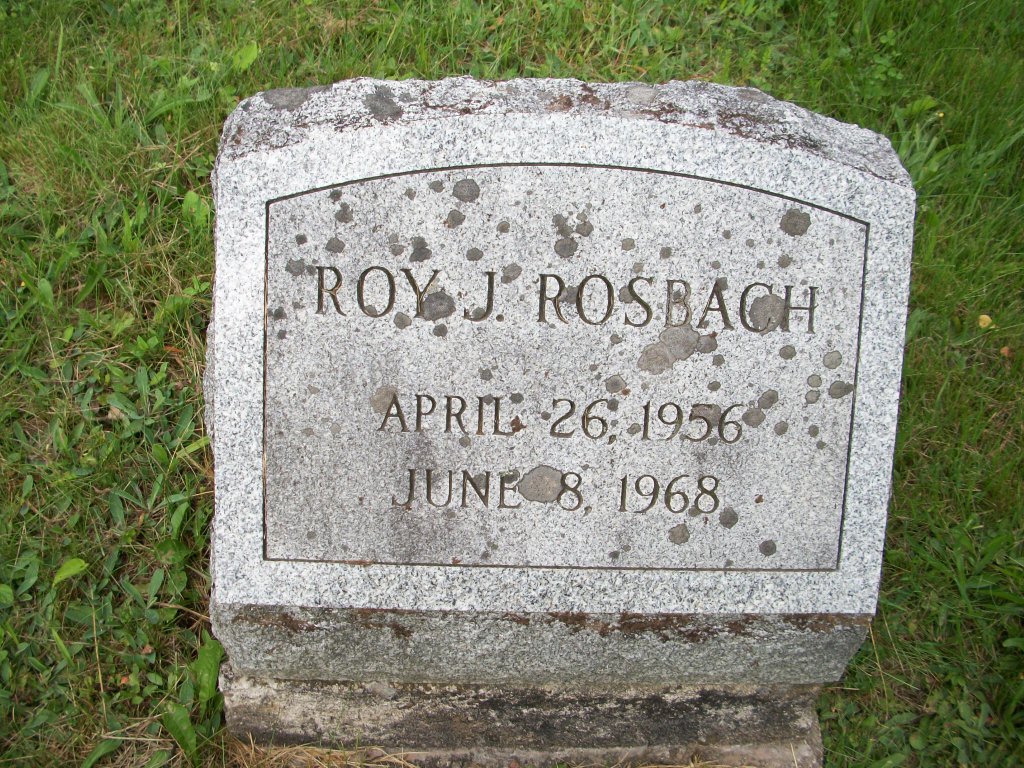 ROY J. ROSBACH
APRIL 26, 1956
JUNE 8, 1968